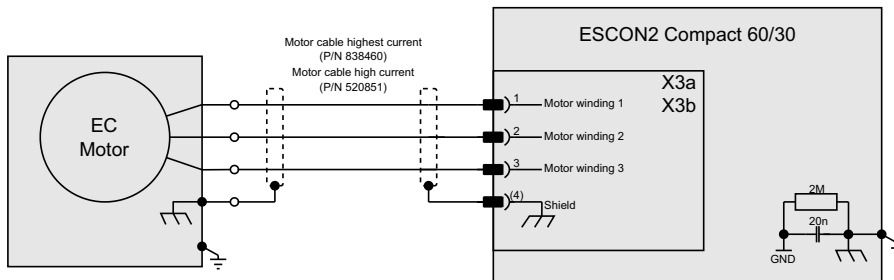 ESCON2 Compact 60/30
Motor cable highest current
(P/N 838460)
Motor cable high current
(P/N 520851)
X3a
X3b
EC
Motor
1
Motor winding 1
2
Motor winding 2
3
Motor winding 3
(4)
Shield
2M
20n
GND